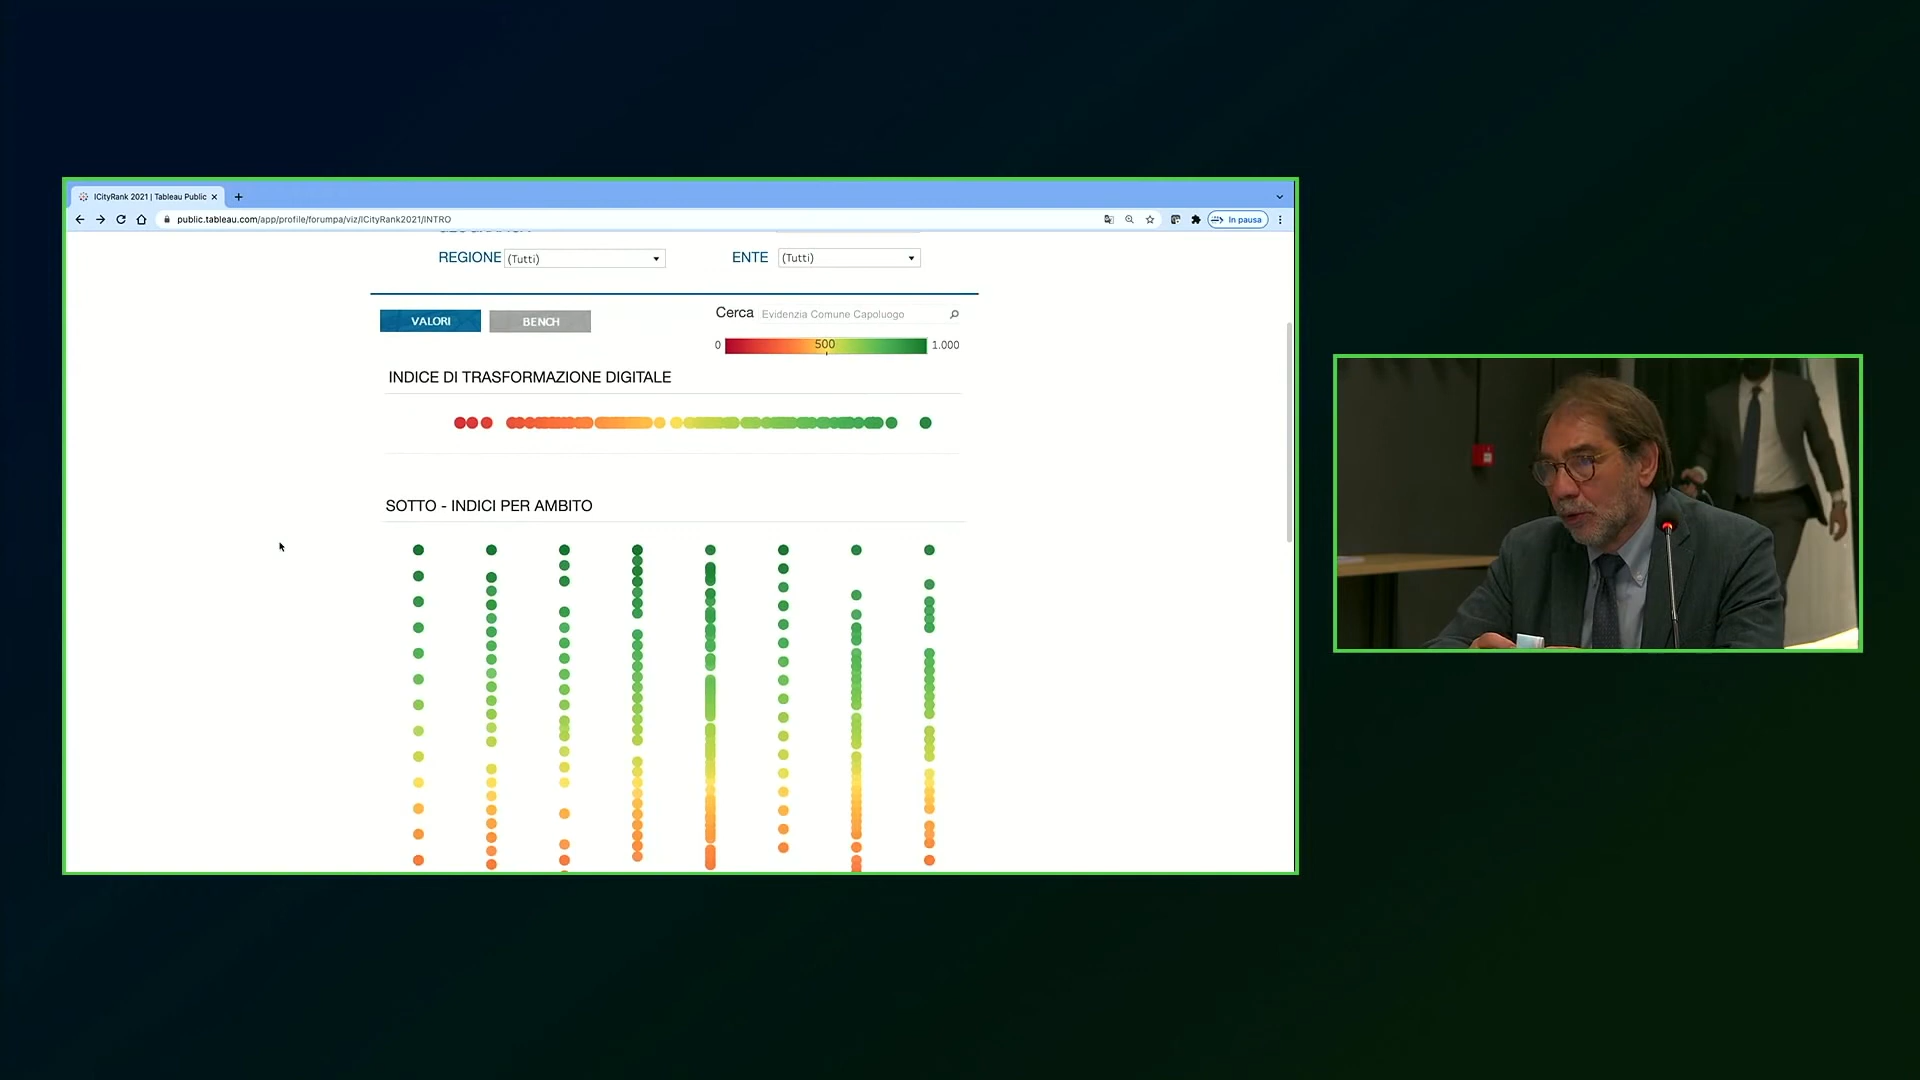 ICityRank 2021 | Tableau Public
public.tableau.com/app/profile/forumpa/viz/ICityRank2021/INTRO
In pausa
REGIONE (Tutti)
ENTE (Tutti)
VALORI
BENCH
Cerca Evidenzia Comune Capoluogo
0 500 1.000
INDICE DI TRASFORMAZIONE DIGITALE
SOTTO - INDICI PER AMBITO